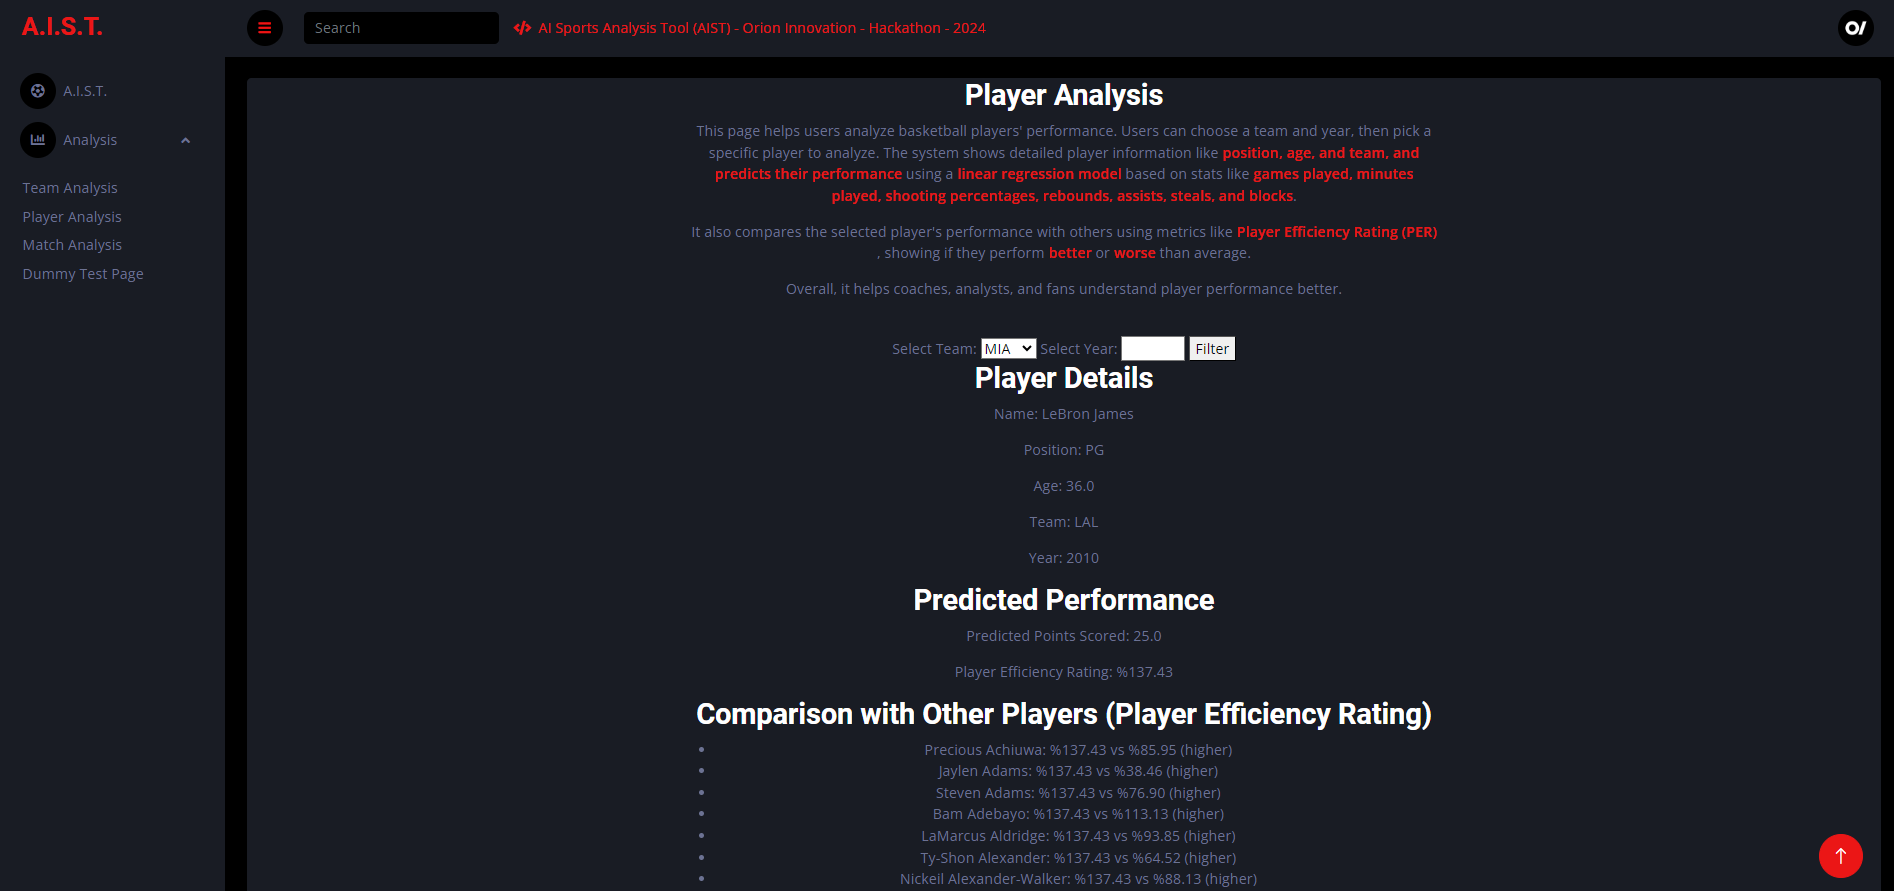 A.I.S.T.
Search
AI Sports Analysis Tool (AIST) - Orion Innovation - Hackathon - 2024
A.I.S.T.
Analysis
Team Analysis
Player Analysis
Match Analysis
Dummy Test Page
Player Analysis
This page helps users analyze basketball players' performance. Users can choose a team and year, then pick a
specific player to analyze. The system shows detailed player information like position, age, and team, and
predicts their performance using a linear regression model based on stats like games played, minutes
played, shooting percentages, rebounds, assists, steals, and blocks.
It also compares the selected player's performance with others using metrics like Player Efficiency Rating (PER)
, showing if they perform better or worse than average.
Overall, it helps coaches, analysts, and fans understand player performance better.
Select Team: MIA Select Year: Filter
Player Details
Name: LeBron James
Position: PG
Age: 36.0
Team: LAL
Year: 2010
Predicted Performance
Predicted Points Scored: 25.0
Player Efficiency Rating: %137.43
Comparison with Other Players (Player Efficiency Rating)
Precious Achiuwa: %137.43 vs %85.95 (higher)
Jaylen Adams: %137.43 vs %38.46 (higher)
Steven Adams: %137.43 vs %76.90 (higher)
Bam Adebayo: %137.43 vs %113.13 (higher)
LaMarcus Aldridge: %137.43 vs %93.85 (higher)
Ty-Shon Alexander: %137.43 vs %64.52 (higher)
Nickeil Alexander-Walker: %137.43 vs %88.13 (higher)